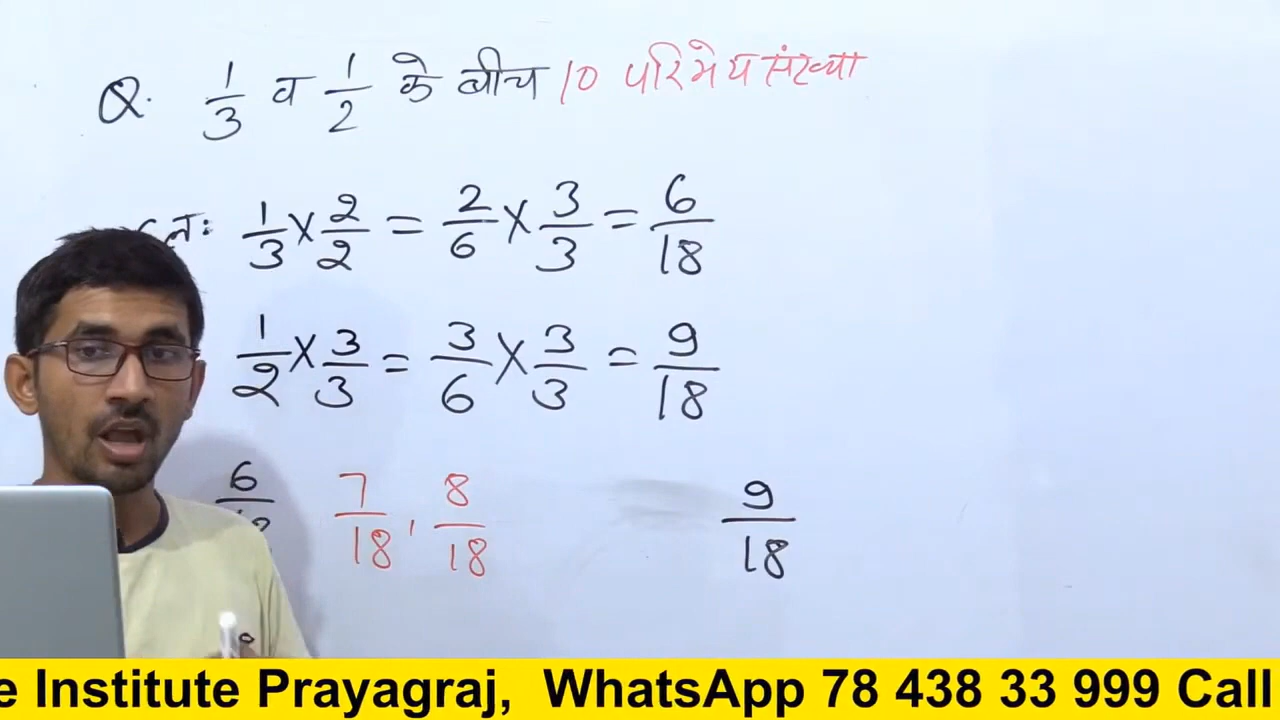 Q. 1/3 व 1/2 के बीच 10 परिमेय संख्या
1/3 × 2/2 = 2/6 × 3/3 = 6/18
1/2 × 3/3 = 3/6 × 3/3 = 9/18
6/18 7/18, 8/18 9/18
e Institute Prayagraj, WhatsApp 78 438 33 999 Call